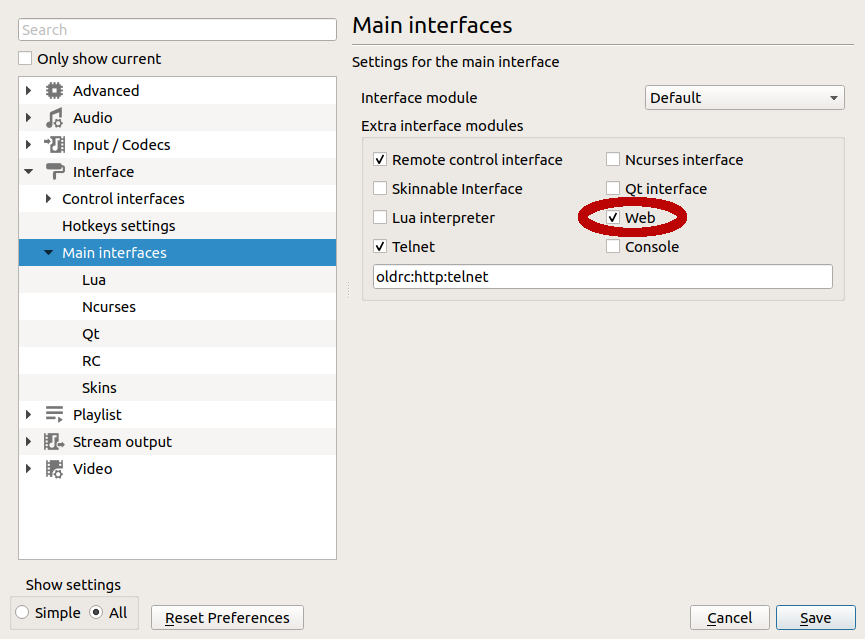 Search
Only show current
Advanced
Audio
Input / Codecs
Interface
Control interfaces
Hotkeys settings
Main interfaces
Lua
Ncurses
Qt
RC
Skins
Playlist
Stream output
Video
Show settings
Simple All
Reset Preferences
Main interfaces
Settings for the main interface
Interface module Default
Extra interface modules
Remote control interface Ncurses interface
Skinnable Interface Qt interface
Lua interpreter Web
Telnet Console
oldrc:http:telnet
Cancel Save